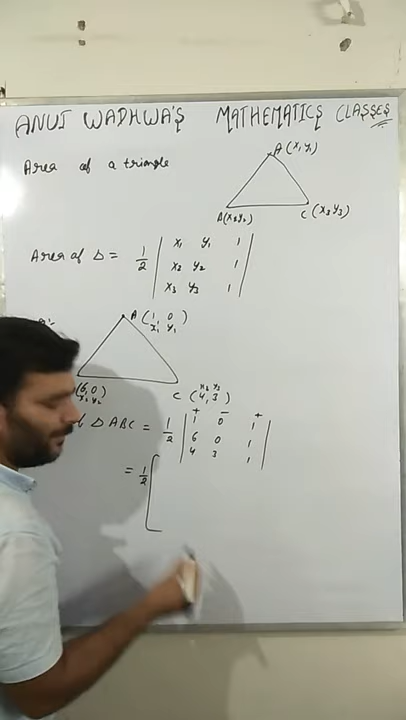 ANUJ WADHWA'S MATHEMATICS CLASSES
Area of a triangle
A (x₁ y₁)
B(x₂ y₂)
C (x₃ y₃)
Area of Δ = 1/2 | x₁ y₁ 1
x₂ y₂ 1
x₃ y₃ 1 |
A (1, 0)
x₁ y₁
(6, 0)
x₂ y₂
x₃ y₃
C (4, 3)
+ − +
Δ ABC = 1/2 | 1 0 1
6 0 1
4 3 1 |
= 1/2 [